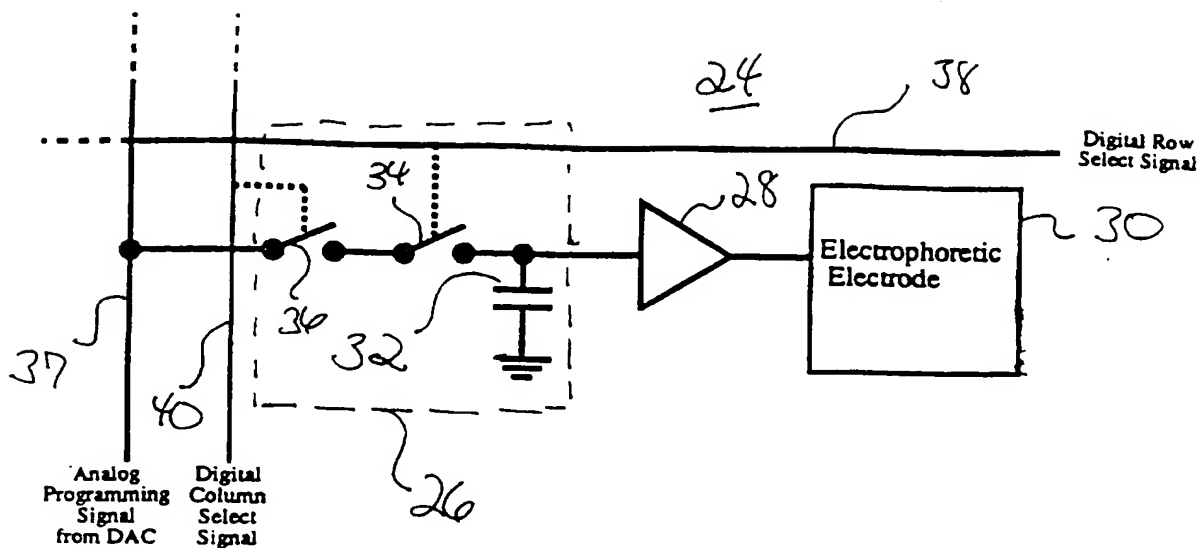 24
38
Digital Row
Select Signal
34
28
30
Electrophoretic
Electrode
36
32
37
40
26
Analog
Programming
Signal
from DAC
Digital
Column
Select
Signal